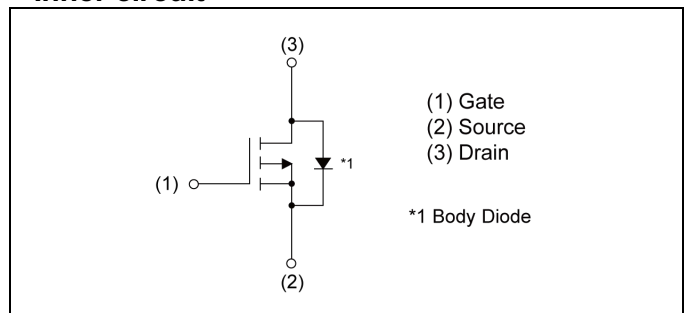 (3)
(1) Gate
(2) Source
(3) Drain
*1
(1)
*1 Body Diode
(2)